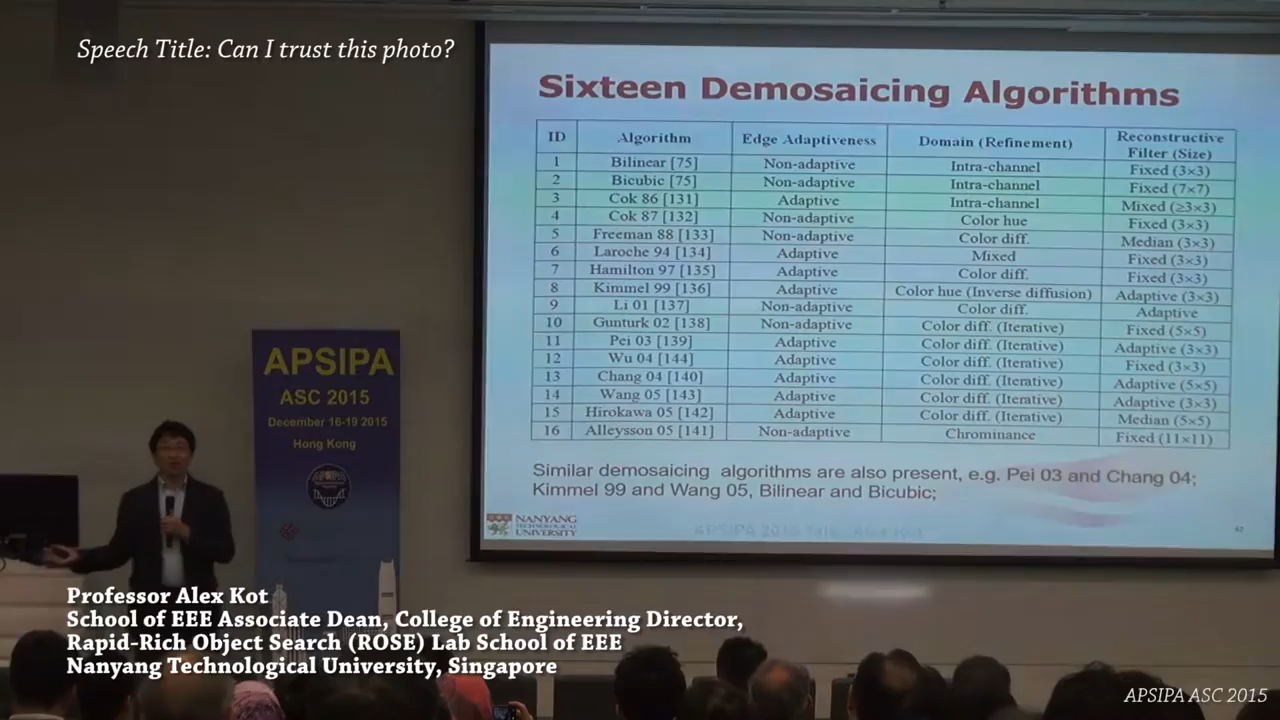 Speech Title: Can I trust this photo?
Sixteen Demosaicing Algorithms
ID Algorithm Edge Adaptiveness Domain (Refinement) Reconstructive Filter (Size)
1 Bilinear [75] Non-adaptive Intra-channel Fixed (3×3)
2 Bicubic [75] Non-adaptive Intra-channel Fixed (7×7)
3 Cok 86 [131] Adaptive Intra-channel Mixed (≥3×3)
4 Cok 87 [132] Non-adaptive Color hue Fixed (3×3)
5 Freeman 88 [133] Non-adaptive Color diff. Median (3×3)
6 Laroche 94 [134] Adaptive Mixed Fixed (3×3)
7 Hamilton 97 [135] Adaptive Color diff. Fixed (3×3)
8 Kimmel 99 [136] Adaptive Color hue (Inverse diffusion) Adaptive (3×3)
9 Li 01 [137] Non-adaptive Color diff. Adaptive
10 Gunturk 02 [138] Non-adaptive Color diff. (Iterative) Fixed (5×5)
11 Pei 03 [139] Adaptive Color diff. (Iterative) Adaptive (3×3)
12 Wu 04 [144] Adaptive Color diff. (Iterative) Fixed (3×3)
13 Chang 04 [140] Adaptive Color diff. (Iterative) Adaptive (5×5)
14 Wang 05 [143] Adaptive Color diff. (Iterative) Adaptive (3×3)
15 Hirokawa 05 [142] Adaptive Color diff. (Iterative) Median (5×5)
16 Alleysson 05 [141] Non-adaptive Chrominance Fixed (11×11)
Similar demosaicing algorithms are also present, e.g. Pei 03 and Chang 04;
Kimmel 99 and Wang 05, Bilinear and Bicubic;
NANYANG
TECHNOLOGICAL
UNIVERSITY
APSIPA
ASC 2015
December 16-19 2015
Hong Kong
Professor Alex Kot
School of EEE Associate Dean, College of Engineering Director,
Rapid-Rich Object Search (ROSE) Lab School of EEE
Nanyang Technological University, Singapore
APSIPA ASC 2015